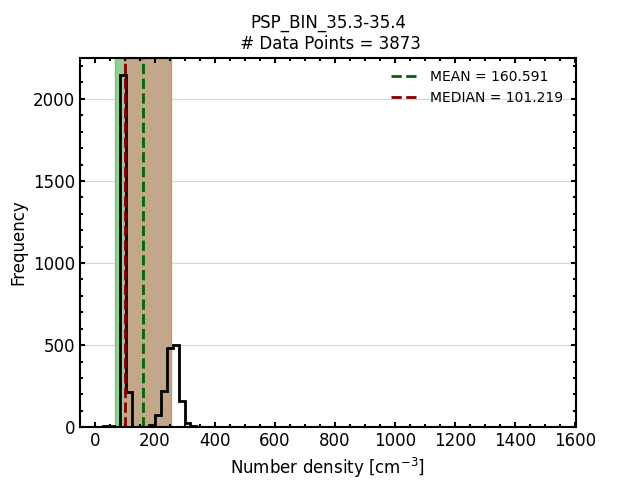 PSP_BIN_35.3-35.4
# Data Points = 3873
MEAN = 160.591
MEDIAN = 101.219
Frequency
2000
1500
1000
500
0
0 200 400 600 800 1000 1200 1400 1600
Number density [cm⁻³]